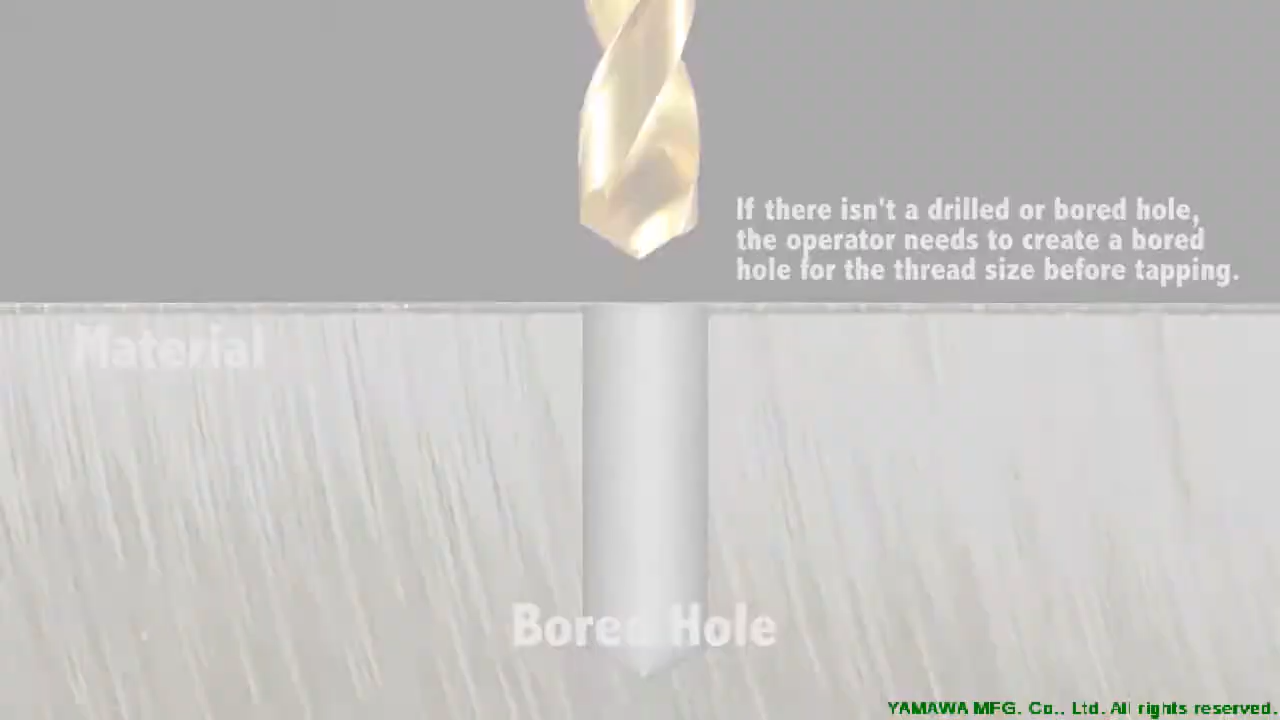 If there isn't a drilled or bored hole,
the operator needs to create a bored
hole for the thread size before tapping.
Material
Bored Hole
YAMAWA MFG. Co., Ltd. All rights reserved.